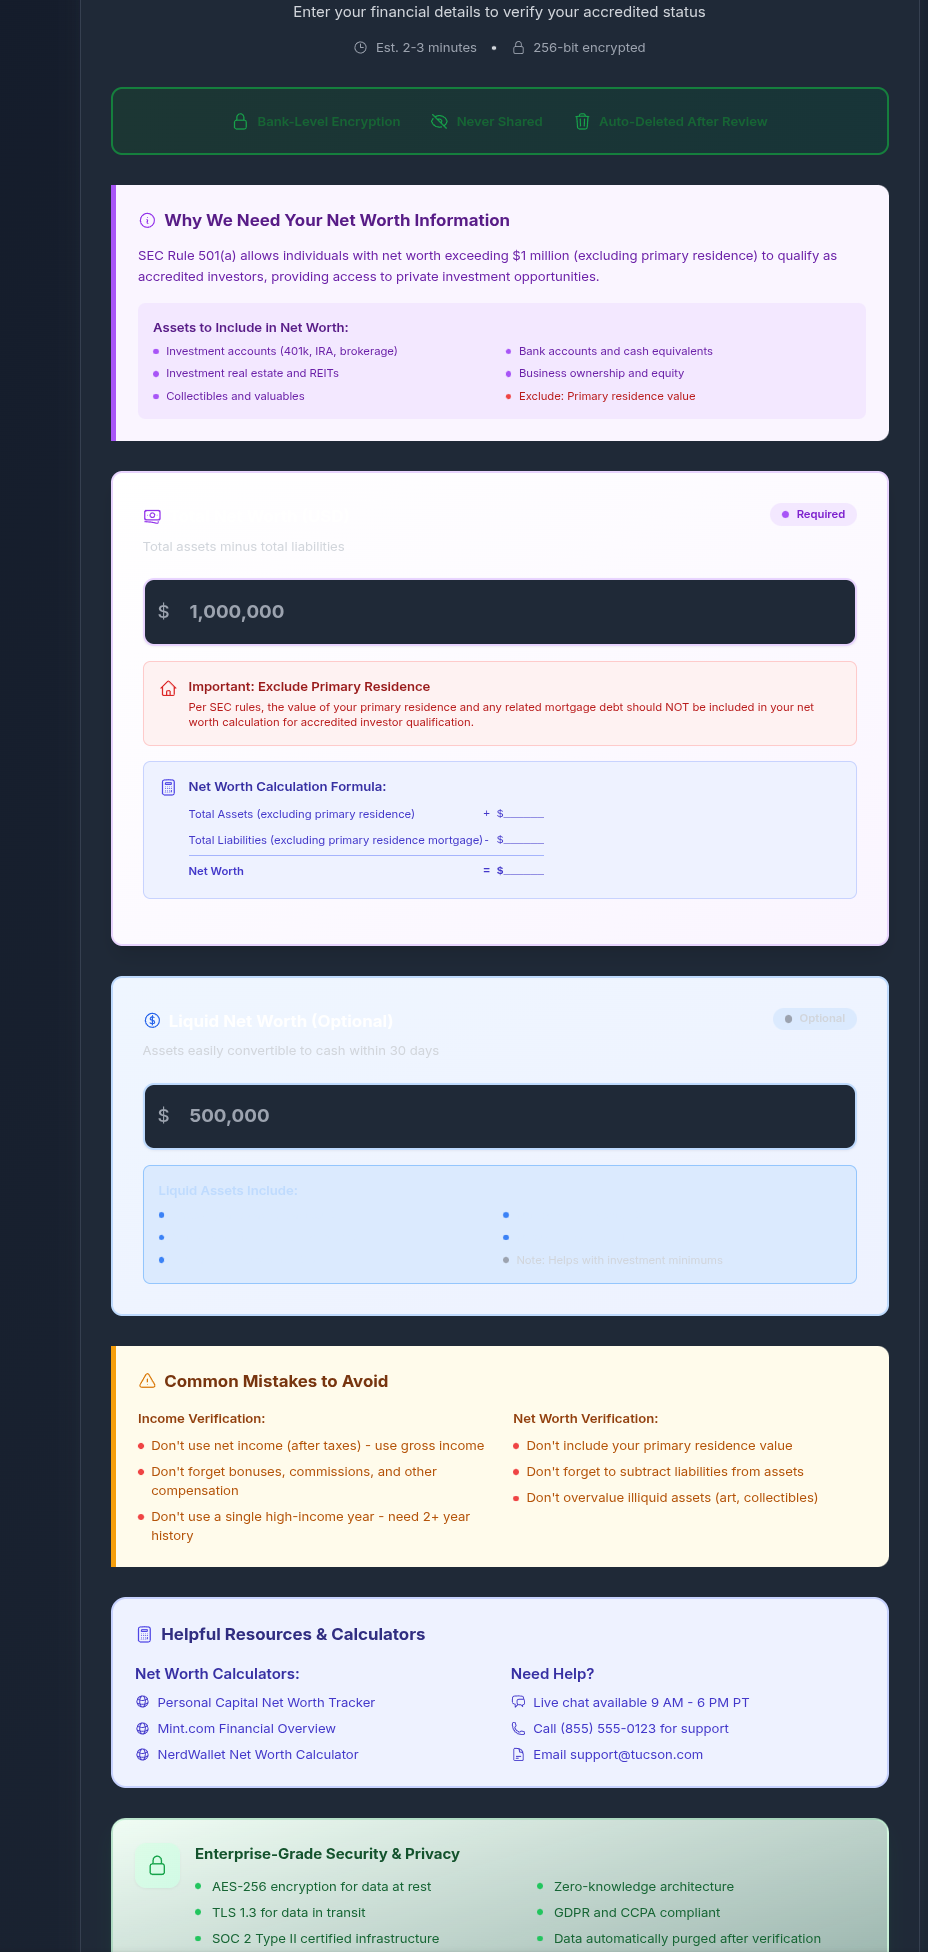 Enter your financial details to verify your accredited status
Est. 2-3 minutes • 256-bit encrypted
Bank-Level Encryption Never Shared Auto-Deleted After Review
Why We Need Your Net Worth Information
SEC Rule 501(a) allows individuals with net worth exceeding $1 million (excluding primary residence) to qualify as
accredited investors, providing access to private investment opportunities.
Assets to Include in Net Worth:
Investment accounts (401k, IRA, brokerage)
Bank accounts and cash equivalents
Investment real estate and REITs
Business ownership and equity
Collectibles and valuables
Exclude: Primary residence value
Required
Total assets minus total liabilities
$ 1,000,000
Important: Exclude Primary Residence
Per SEC rules, the value of your primary residence and any related mortgage debt should NOT be included in your net
worth calculation for accredited investor qualification.
Net Worth Calculation Formula:
Total Assets (excluding primary residence) + $______
Total Liabilities (excluding primary residence mortgage) - $______
Net Worth = $______
Liquid Net Worth (Optional)
Optional
Assets easily convertible to cash within 30 days
$ 500,000
Liquid Assets Include:
Note: Helps with investment minimums
Common Mistakes to Avoid
Income Verification:
Don't use net income (after taxes) - use gross income
Don't forget bonuses, commissions, and other
compensation
Don't use a single high-income year - need 2+ year
history
Net Worth Verification:
Don't include your primary residence value
Don't forget to subtract liabilities from assets
Don't overvalue illiquid assets (art, collectibles)
Helpful Resources & Calculators
Net Worth Calculators:
Personal Capital Net Worth Tracker
Mint.com Financial Overview
NerdWallet Net Worth Calculator
Need Help?
Live chat available 9 AM - 6 PM PT
Call (855) 555-0123 for support
Email support@tucson.com
Enterprise-Grade Security & Privacy
AES-256 encryption for data at rest
Zero-knowledge architecture
TLS 1.3 for data in transit
GDPR and CCPA compliant
SOC 2 Type II certified infrastructure
Data automatically purged after verification